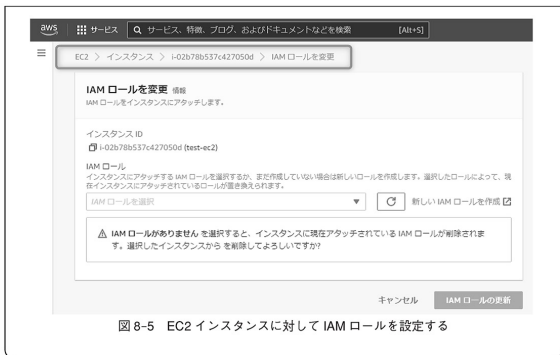 aws
サービス
サービス、特徴、ブログ、およびドキュメントなどを検索
[Alt+S]
EC2 > インスタンス > i-02b78b537c427050d > IAM ロールを変更
IAM ロールを変更 情報
IAM ロールをインスタンスにアタッチします。
インスタンス ID
i-02b78b537c427050d (test-ec2)
IAM ロール
インスタンスにアタッチする IAM ロールを選択するか、まだ作成していない場合は新しいロールを作成します。選択したロールによって、現
在インスタンスにアタッチされているロールが置き換えられます。
IAM ロールを選択
新しい IAM ロールを作成
IAM ロールがありません を選択すると、インスタンスに現在アタッチされている IAM ロールが削除されま
す。選択したインスタンスから を削除してよろしいですか?
キャンセル
IAM ロールの更新
図 8-5 EC2 インスタンスに対して IAM ロールを設定する